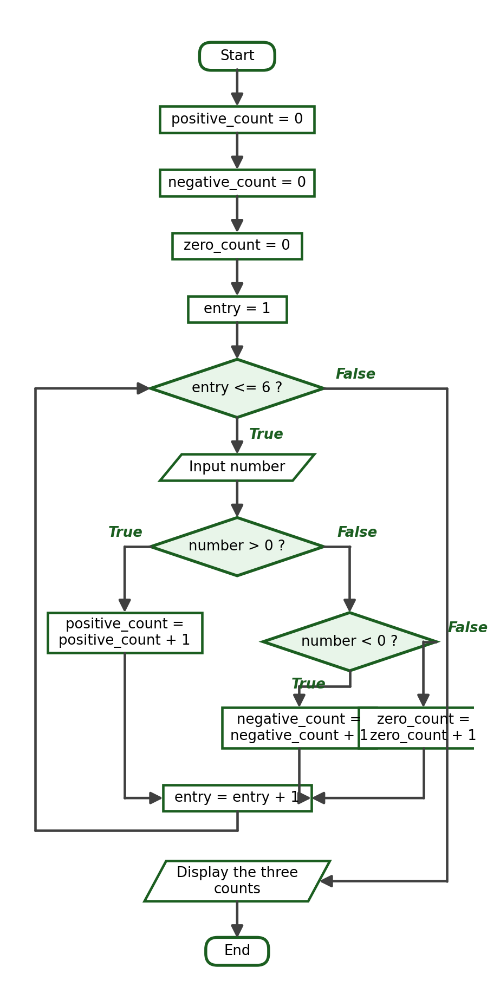 Start
positive_count = 0
negative_count = 0
zero_count = 0
entry = 1
entry <= 6 ?
False
True
Input number
number > 0 ?
True
False
positive_count =
positive_count + 1
number < 0 ?
False
True
negative_count =
negative_count + 1
zero_count =
zero_count + 1
entry = entry + 1
Display the three
counts
End